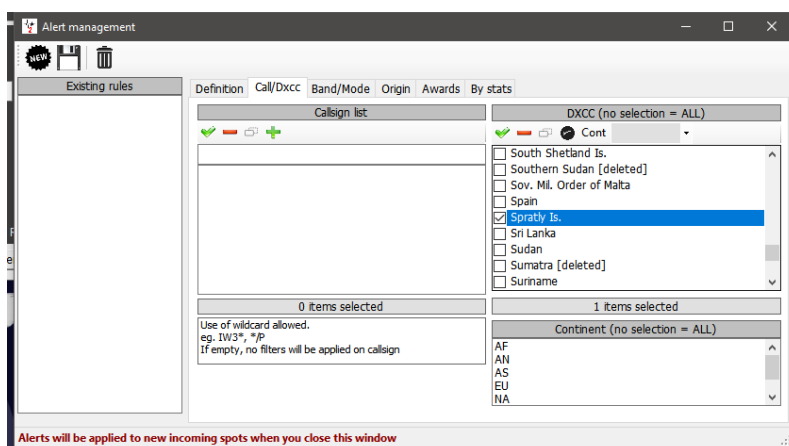 Alert management
NEW
Existing rules
Definition Call/Dxcc Band/Mode Origin Awards By stats
Callsign list
DXCC (no selection = ALL)
Cont
South Shetland Is.
Southern Sudan [deleted]
Sov. Mil. Order of Malta
Spain
Spratly Is.
Sri Lanka
Sudan
Sumatra [deleted]
Suriname
0 items selected
1 items selected
Use of wildcard allowed.
eg. IW3*, */P
If empty, no filters will be applied on callsign
Continent (no selection = ALL)
AF
AN
AS
EU
NA
Alerts will be applied to new incoming spots when you close this window